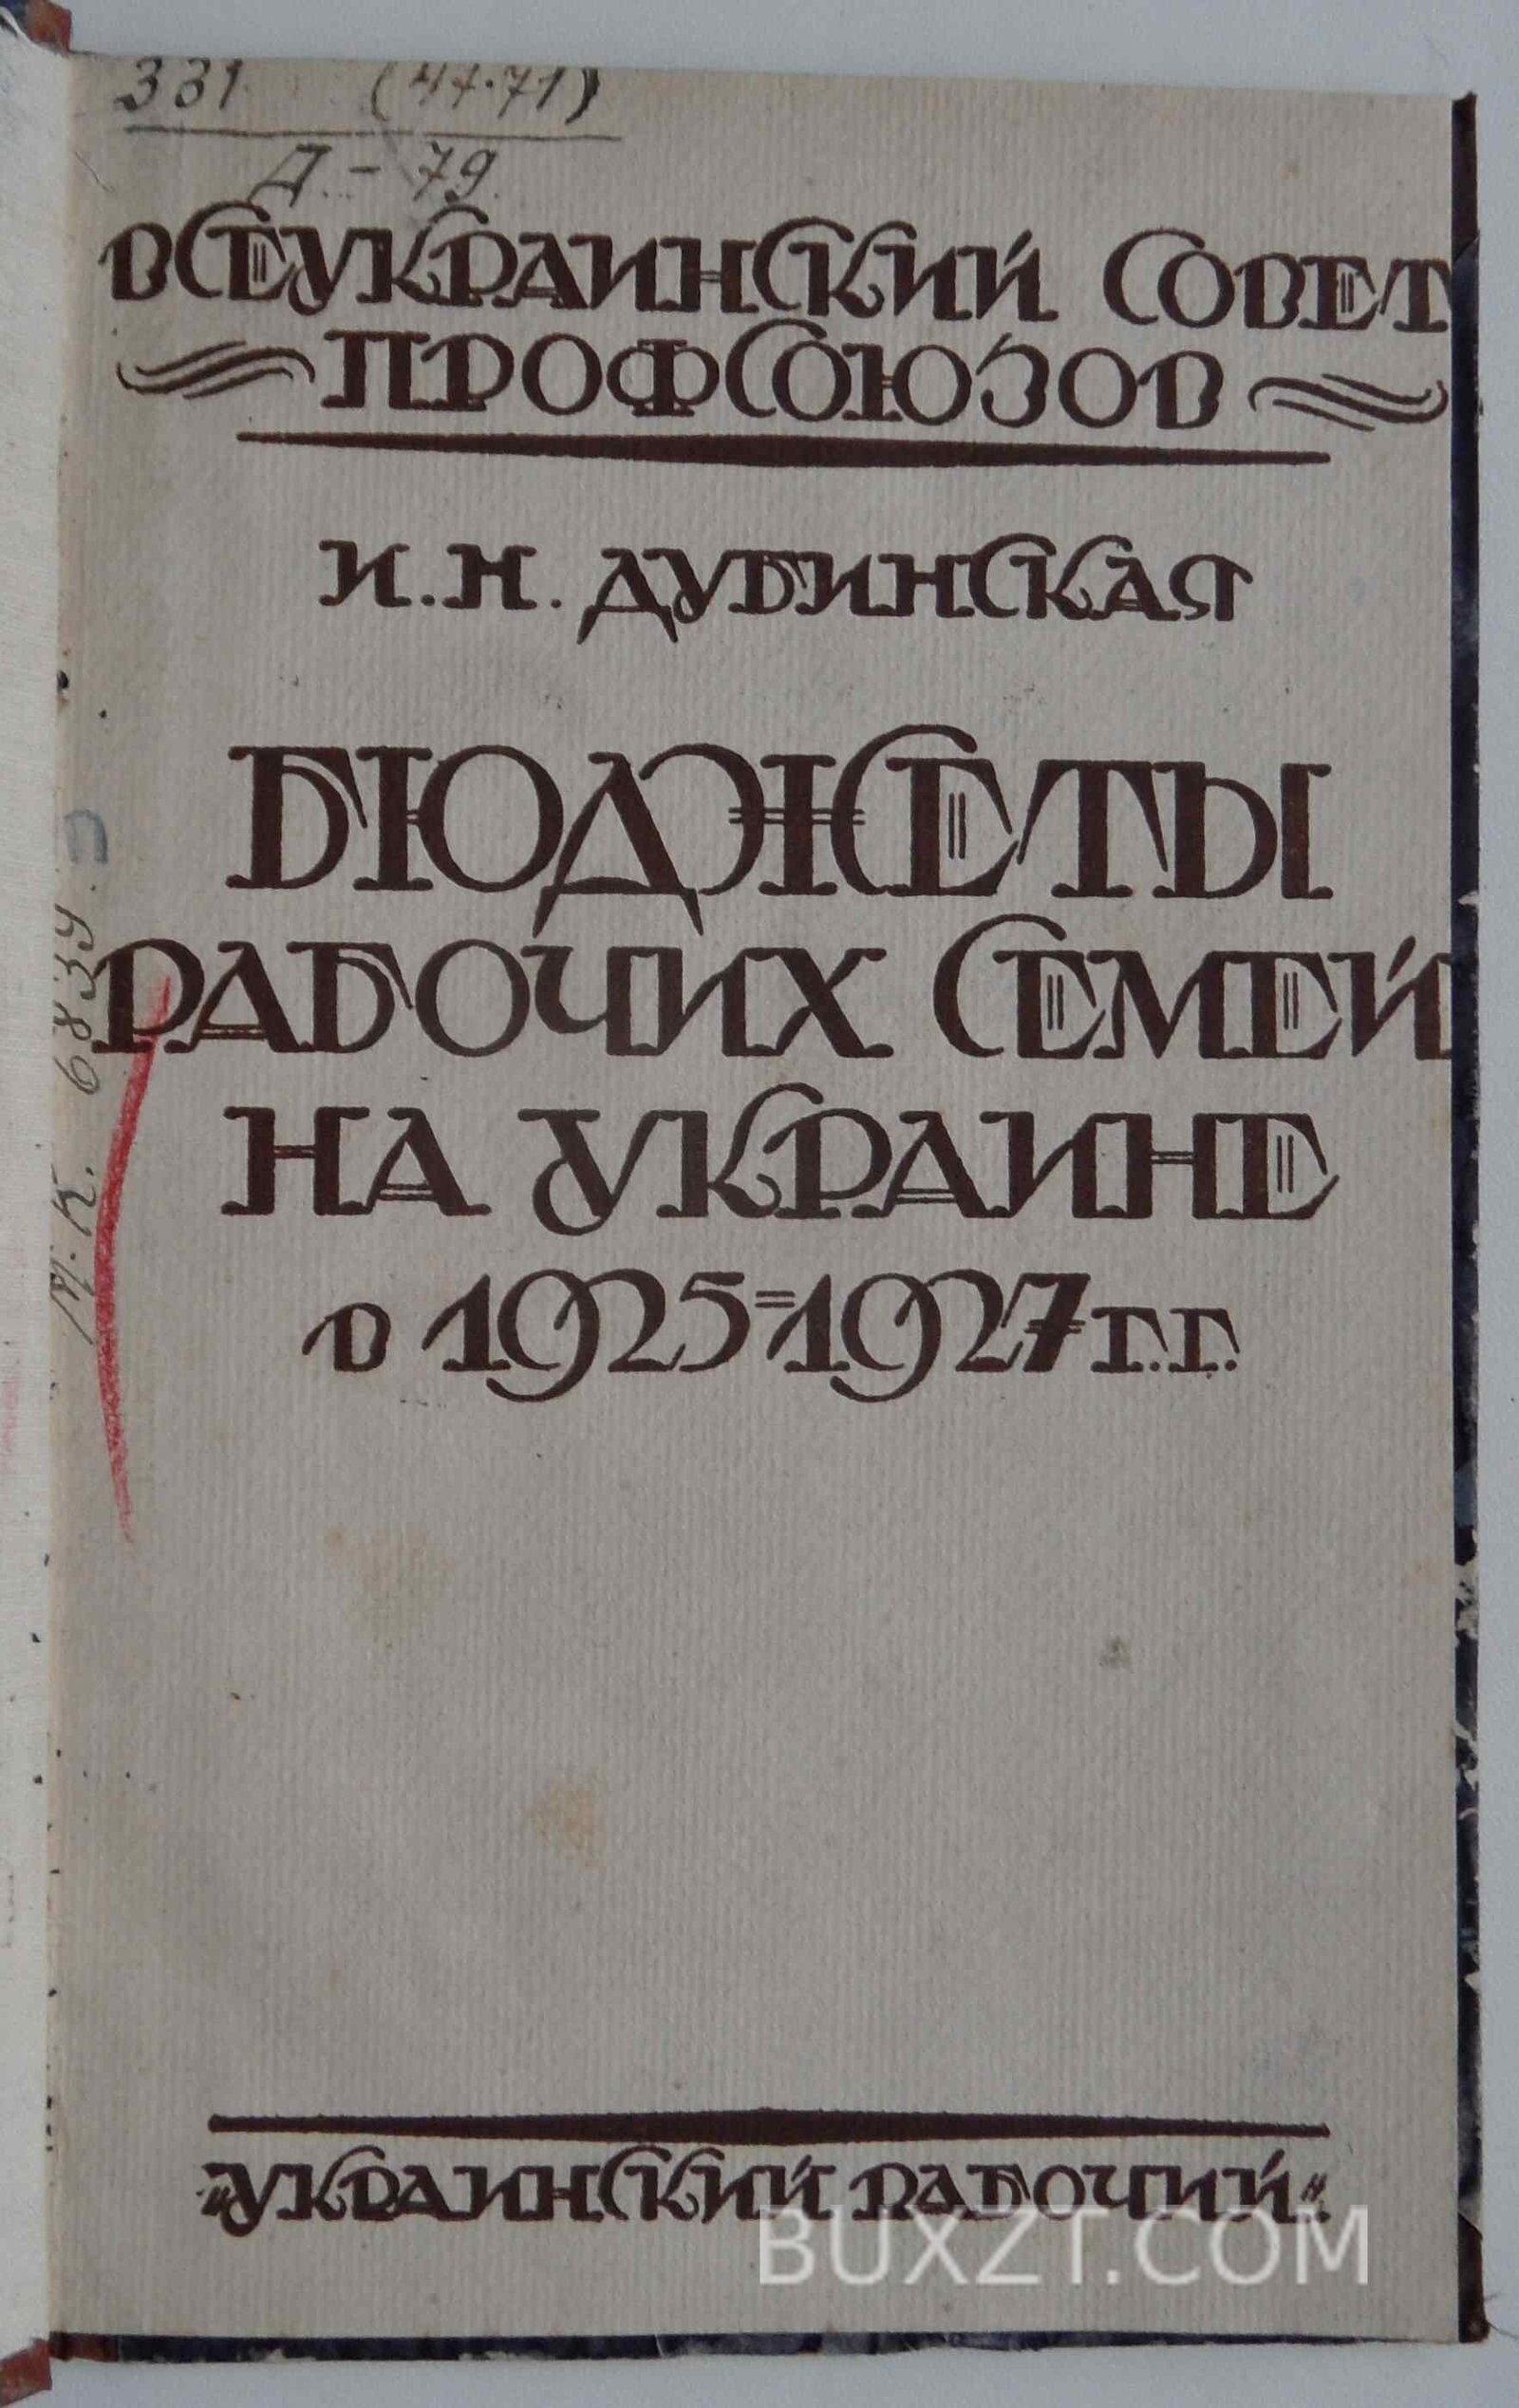 331 (47.71)
Д - 79
ВСЕУКРАИНСКИЙ СОВЕТ
ПРОФСОЮЗОВ
И. Н. ДУБИНСКАЯ
БЮДЖЕТЫ
РАБОЧИХ СЕМЕЙ
НА УКРАИНЕ
в 1925=1927 г.г.
М.К. 6839
"УКРАИНСКИЙ РАБОЧИЙ"
BUXZT.COM